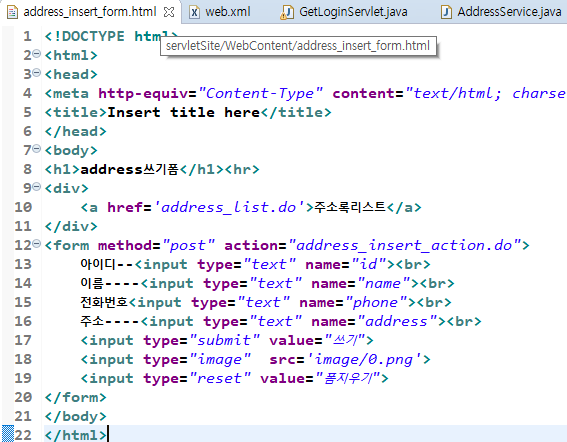 address_insert_form.html web.xml GetLoginServlet.java AddressService.java
servletSite/WebContent/address_insert_form.html
1 <!DOCTYPE html>
2 <html>
3 <head>
4 <meta http-equiv="Content-Type" content="text/html; charse
5 <title>Insert title here</title>
6 </head>
7 <body>
8 <h1>address쓰기폼</h1><hr>
9 <div>
10 <a href='address_list.do'>주소록리스트</a>
11 </div>
12 <form method="post" action="address_insert_action.do">
13 아이디--<input type="text" name="id"><br>
14 이름----<input type="text" name="name"><br>
15 전화번호<input type="text" name="phone"><br>
16 주소----<input type="text" name="address"><br>
17 <input type="submit" value="쓰기">
18 <input type="image" src='image/0.png'>
19 <input type="reset" value="폼지우기">
20 </form>
21 </body>
22 </html>